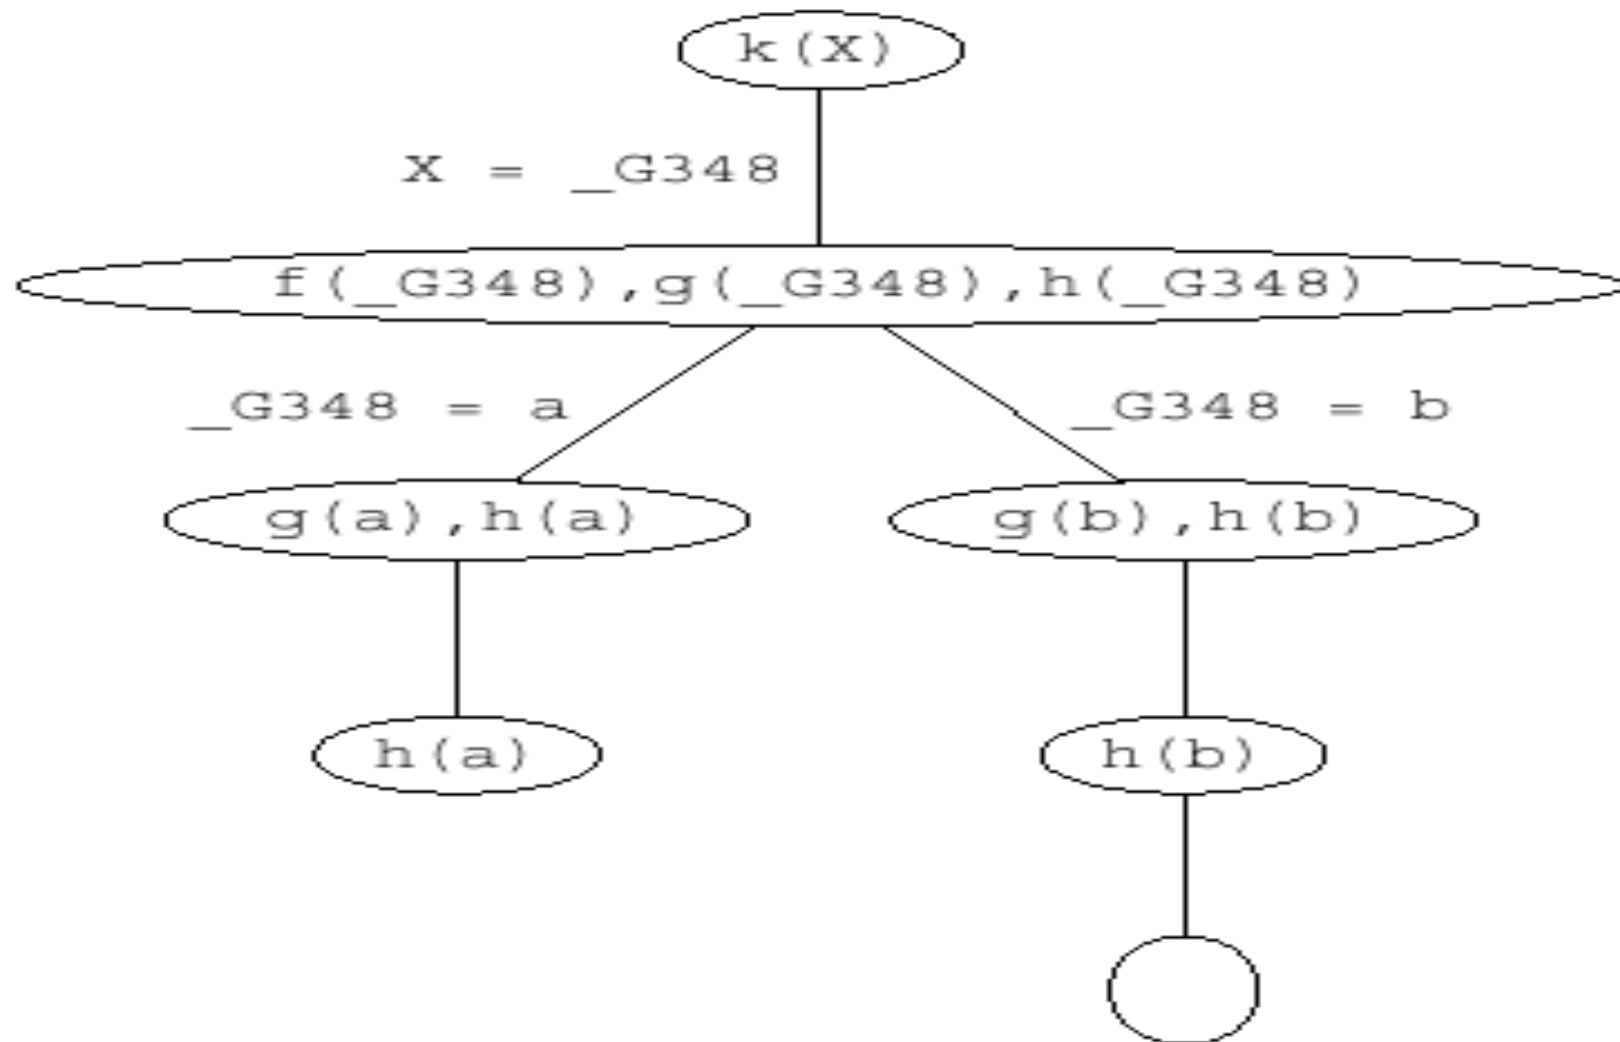 k(X)
X = _G348
f(_G348),g(_G348),h(_G348)
_G348 = a
_G348 = b
g(a),h(a)
g(b),h(b)
h(a)
h(b)